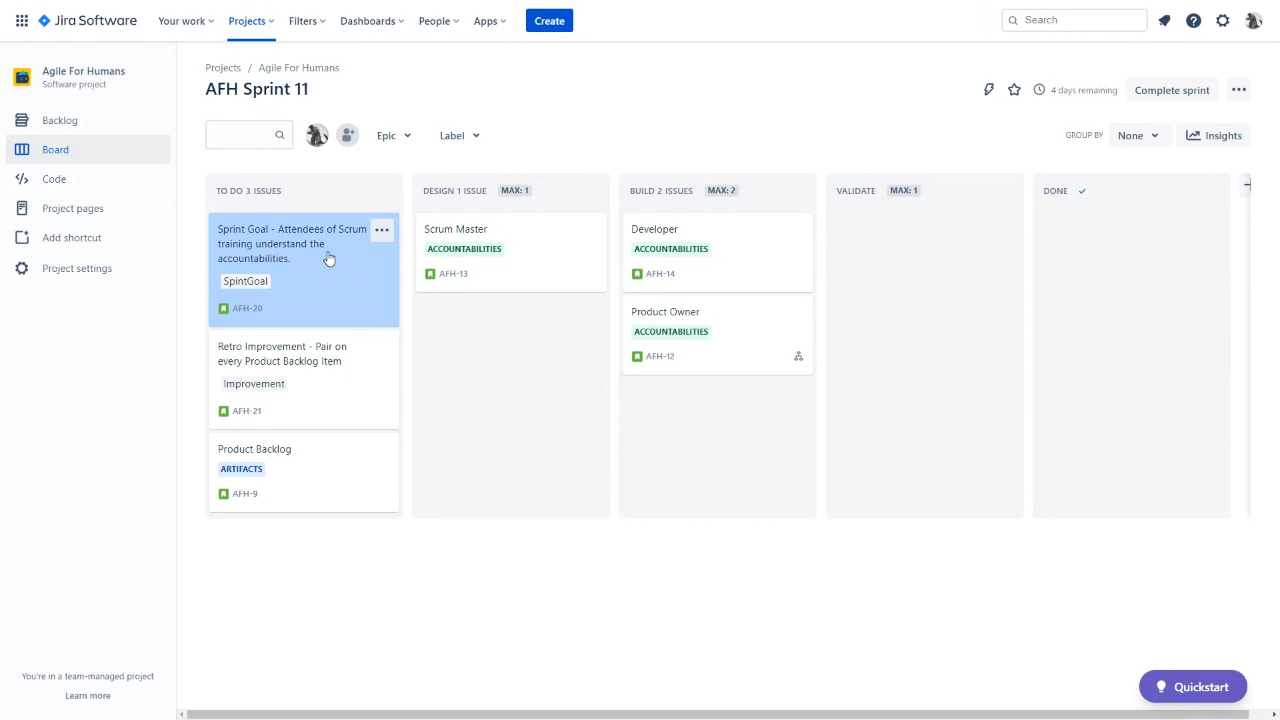 Jira Software
Your work
Projects
Filters
Dashboards
People
Apps
Create
Search
Agile For Humans
Software project
Backlog
Board
Code
Project pages
Add shortcut
Project settings
You're in a team-managed project
Learn more
Projects / Agile For Humans
AFH Sprint 11
4 days remaining
Complete sprint
Epic
Label
GROUP BY
None
Insights
TO DO 3 ISSUES
Sprint Goal - Attendees of Scrum
training understand the
accountabilities.
SpintGoal
AFH-20
Retro Improvement - Pair on
every Product Backlog Item
Improvement
AFH-21
Product Backlog
ARTIFACTS
AFH-9
DESIGN 1 ISSUE MAX: 1
Scrum Master
ACCOUNTABILITIES
AFH-13
BUILD 2 ISSUES MAX: 2
Developer
ACCOUNTABILITIES
AFH-14
Product Owner
ACCOUNTABILITIES
AFH-12
VALIDATE MAX: 1
DONE
Quickstart